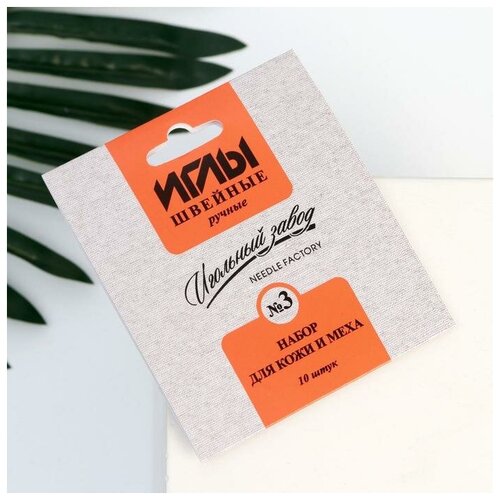 ИГЛЫ
ШВЕЙНЫЕ
ручные
Игольный завод
NEEDLE FACTORY
№3
НАБОР
ДЛЯ КОЖИ И МЕХА
10 штук